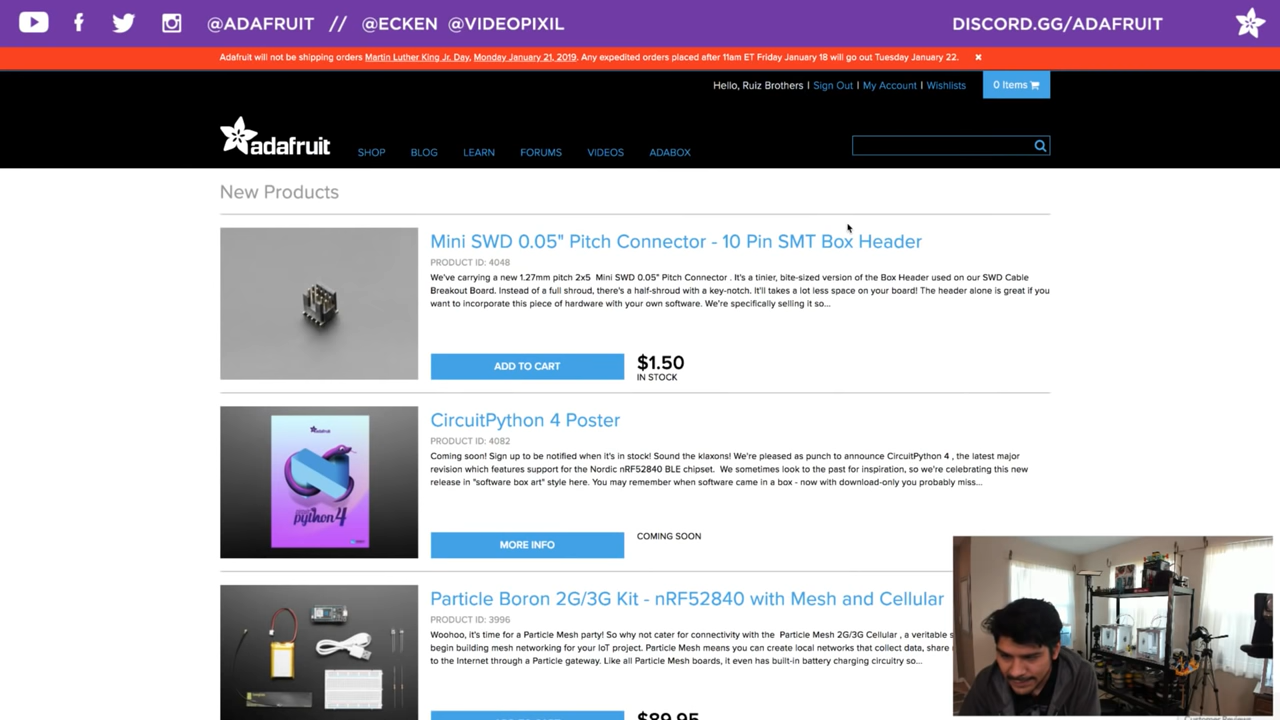 @ADAFRUIT // @ECKEN @VIDEOPIXIL
DISCORD.GG/ADAFRUIT
Adafruit will not be shipping orders Martin Luther King Jr. Day, Monday January 21, 2019. Any expedited orders placed after 11am ET Friday January 18 will go out Tuesday January 22. ×
Hello, Ruiz Brothers | Sign Out | My Account | Wishlists
0 Items
adafruit
SHOP BLOG LEARN FORUMS VIDEOS ADABOX
New Products
Mini SWD 0.05" Pitch Connector - 10 Pin SMT Box Header
PRODUCT ID: 4048
We've carrying a new 1.27mm pitch 2x5 Mini SWD 0.05" Pitch Connector . It's a tinier, bite-sized version of the Box Header used on our SWD Cable
Breakout Board. Instead of a full shroud, there's a half-shroud with a key-notch. It'll takes a lot less space on your board! The header alone is great if you
want to incorporate this piece of hardware with your own software. We're specifically selling it so...
ADD TO CART
$1.50
IN STOCK
CircuitPython 4 Poster
PRODUCT ID: 4082
Coming soon! Sign up to be notified when it's in stock! Sound the klaxons! We're pleased as punch to announce CircuitPython 4 , the latest major
revision which features support for the Nordic nRF52840 BLE chipset. We sometimes look to the past for inspiration, so we're celebrating this new
release in "software box art" style here. You may remember when software came in a box - now with download-only you probably miss...
adafruit
python4
MORE INFO
COMING SOON
Particle Boron 2G/3G Kit - nRF52840 with Mesh and Cellular
PRODUCT ID: 3996
Woohoo, it's time for a Particle Mesh party! So why not cater for connectivity with the Particle Mesh 2G/3G Cellular , a veritable s
begin building mesh networking for your IoT project. Particle Mesh means you can create local networks that collect data, share
to the Internet through a Particle gateway. Like all Particle Mesh boards, it even has built-in battery charging circuitry so...
$89.95